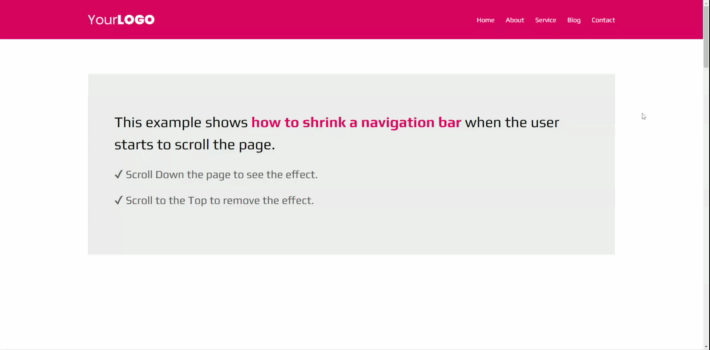 YourLOGO
Home About Service Blog Contact
This example shows how to shrink a navigation bar when the user
starts to scroll the page.
✓ Scroll Down the page to see the effect.
✓ Scroll to the Top to remove the effect.